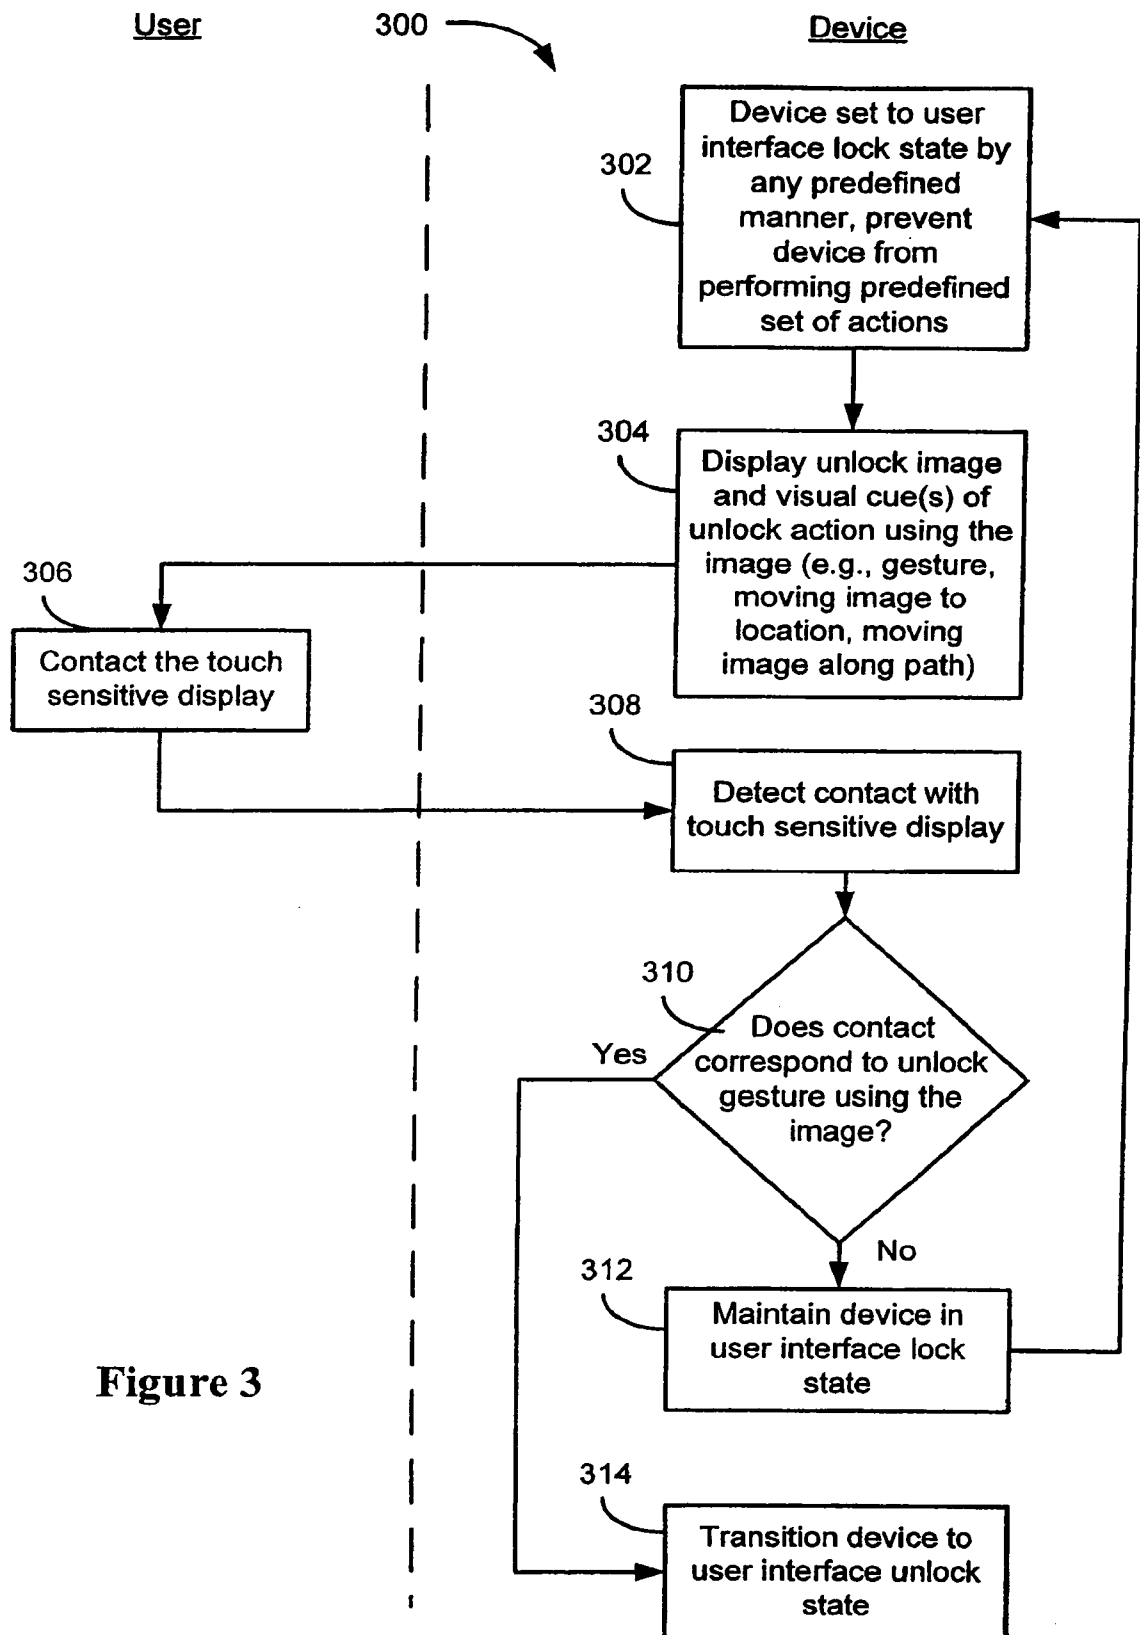 User
300
Device
302
Device set to user
interface lock state by
any predefined
manner, prevent
device from
performing predefined
set of actions
304
Display unlock image
and visual cue(s) of
unlock action using the
image (e.g., gesture,
moving image to
location, moving
image along path)
306
Contact the touch
sensitive display
308
Detect contact with
touch sensitive display
310
Does contact
correspond to unlock
gesture using the
image?
Yes
No
312
Maintain device in
user interface lock
state
Figure 3
314
Transition device to
user interface unlock
state